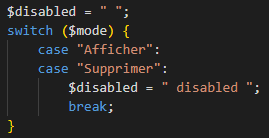 $disabled = " ";
switch ($mode) {
    case "Afficher":
    case "Supprimer":
        $disabled = " disabled ";
        break;
}